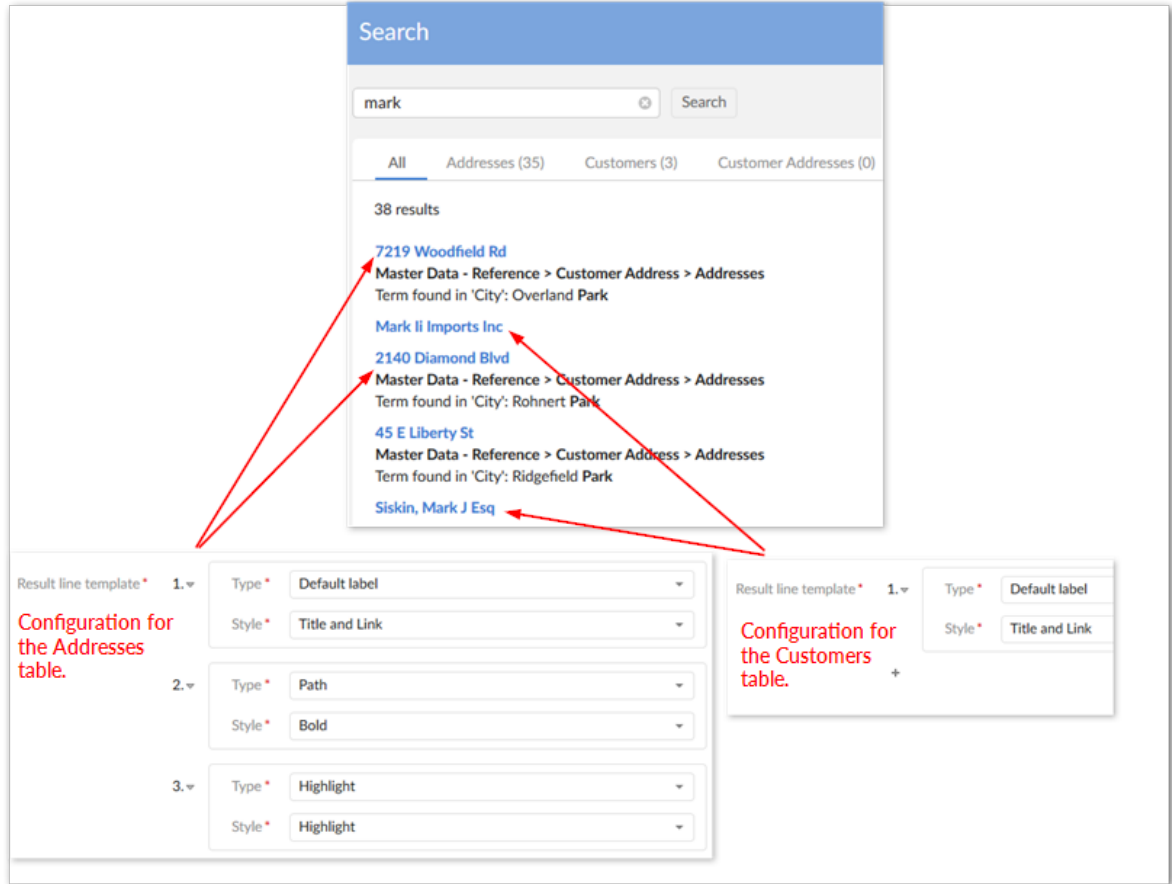 Search
mark Search
All Addresses (35) Customers (3) Customer Addresses (0)
38 results
7219 Woodfield Rd
Master Data - Reference > Customer Address > Addresses
Term found in 'City': Overland Park
Mark Ii Imports Inc
2140 Diamond Blvd
Master Data - Reference > Customer Address > Addresses
Term found in 'City': Rohnert Park
45 E Liberty St
Master Data - Reference > Customer Address > Addresses
Term found in 'City': Ridgefield Park
Siskin, Mark J Esq
Result line template * 1. Type * Default label
Style * Title and Link
Configuration for
the Addresses
table.
2. Type * Path
Style * Bold
3. Type * Highlight
Style * Highlight
Result line template * 1. Type * Default label
Style * Title and Link
Configuration for
the Customers
table.
+